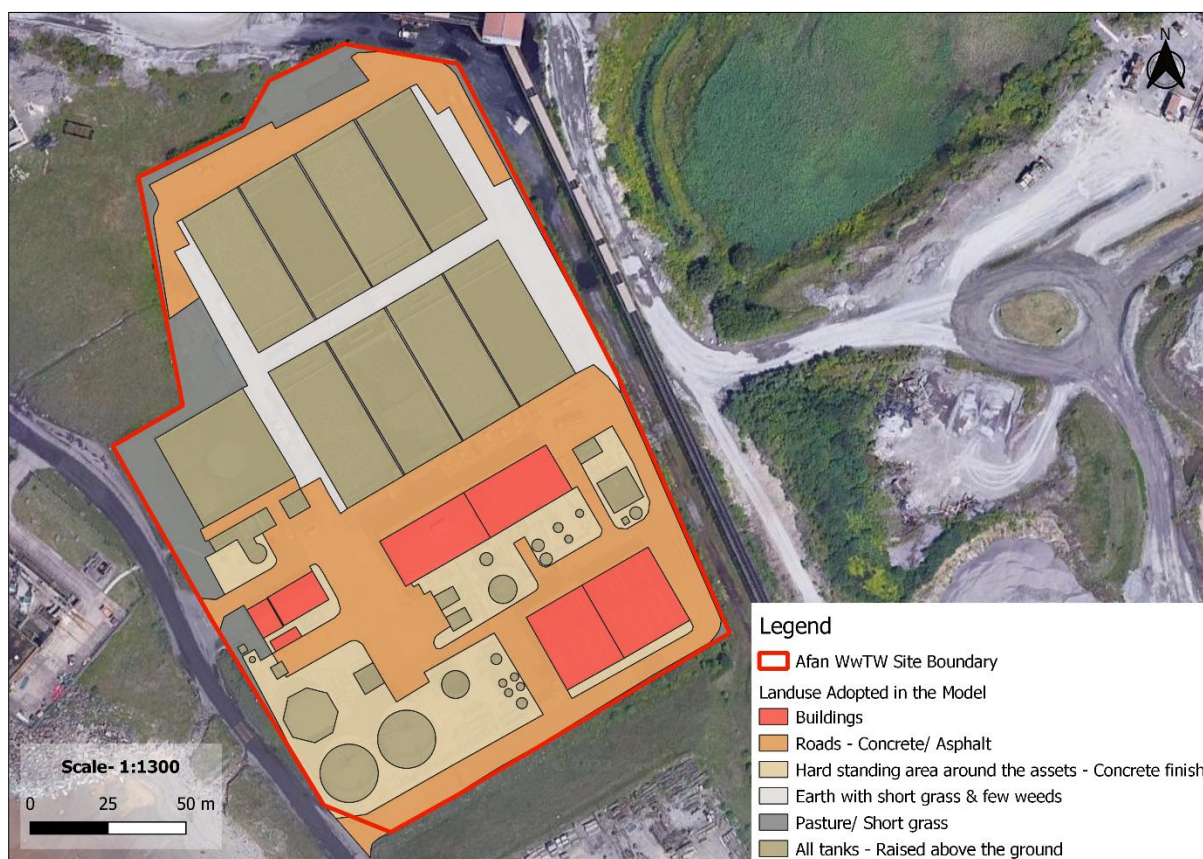 N
Legend
Afan WwTW Site Boundary
Landuse Adopted in the Model
Buildings
Roads - Concrete/ Asphalt
Hard standing area around the assets - Concrete finish
Earth with short grass & few weeds
Pasture/ Short grass
All tanks - Raised above the ground
Scale- 1:1300
0 25 50 m